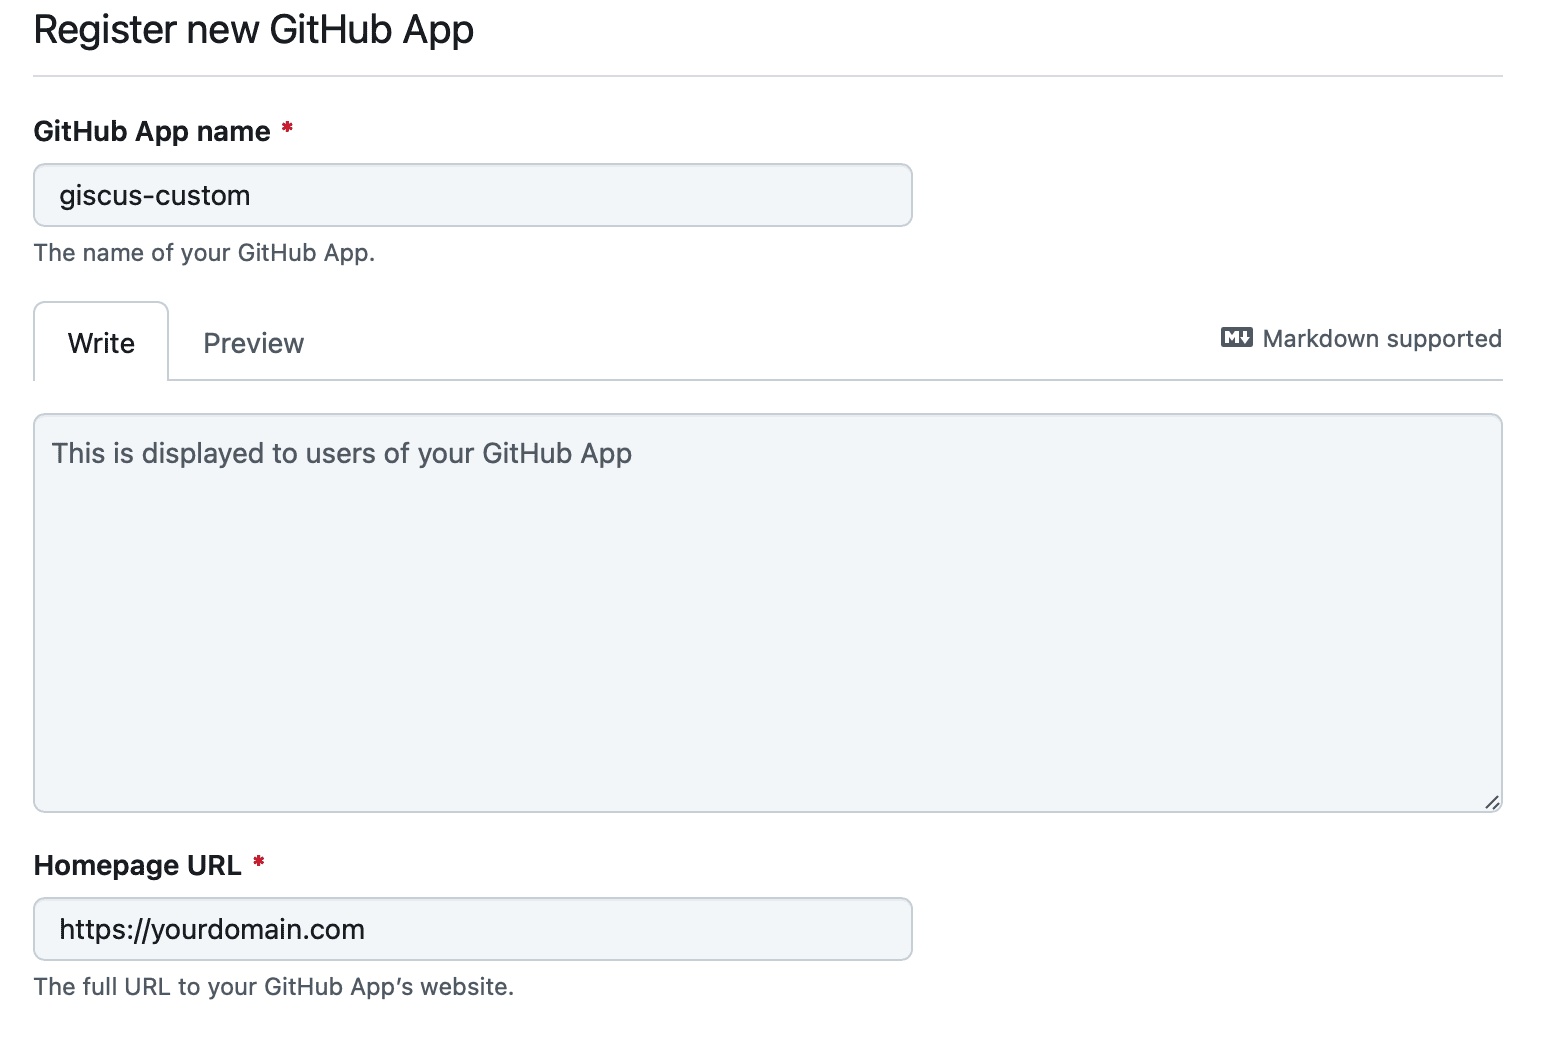 Register new GitHub App
GitHub App name *
giscus-custom
The name of your GitHub App.
Write Preview Markdown supported
This is displayed to users of your GitHub App
Homepage URL *
https://yourdomain.com
The full URL to your GitHub App’s website.